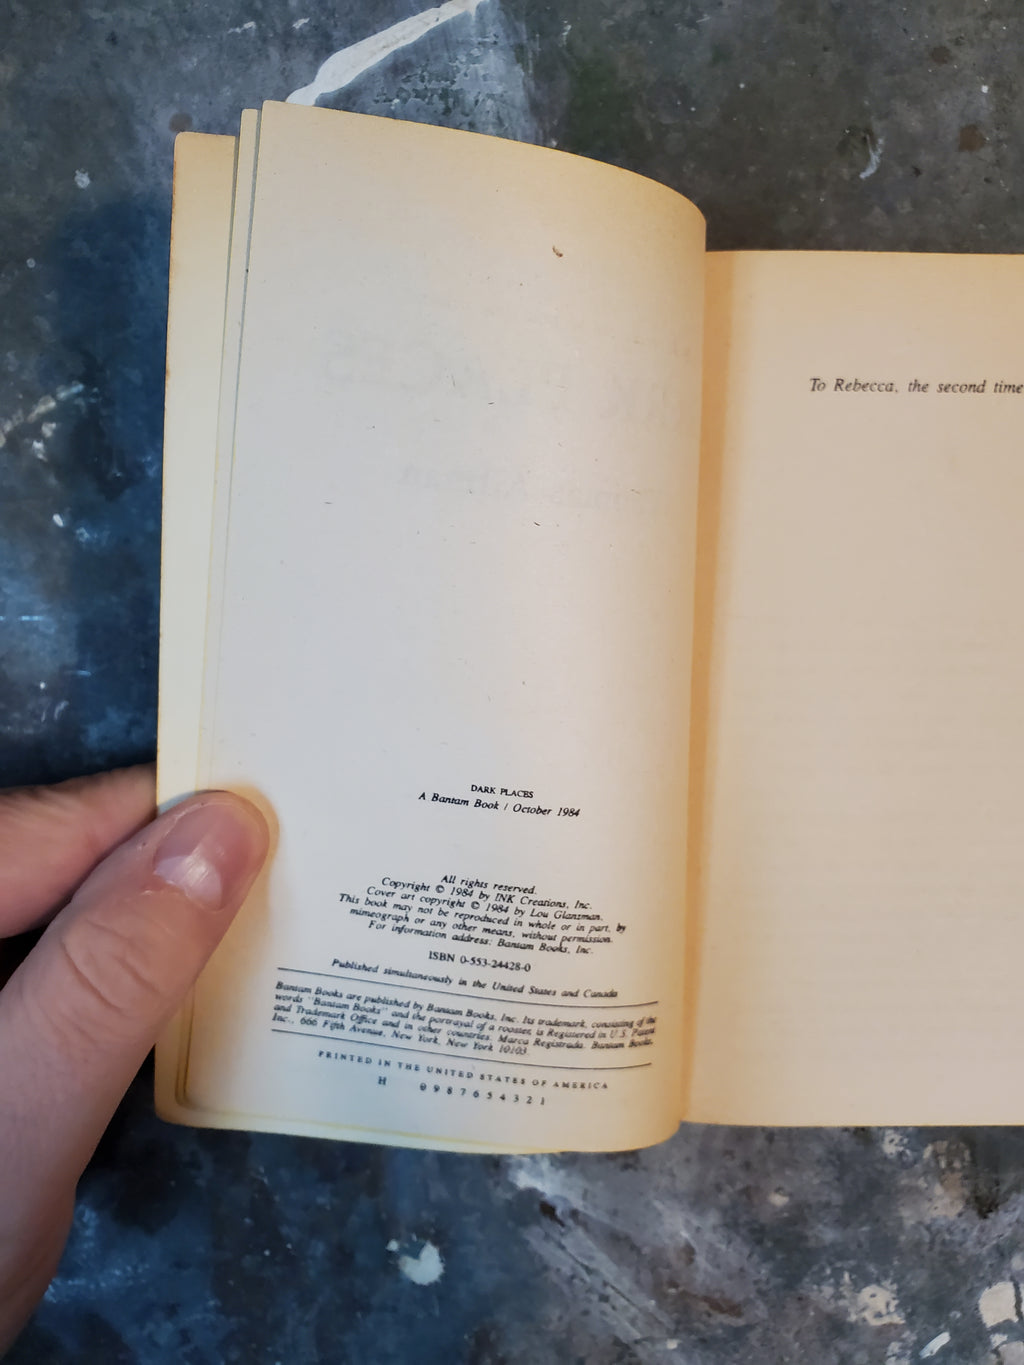 DARK PLACES
A Bantam Book / October 1984
All rights reserved.
Copyright © 1984 by INK Creations, Inc.
Cover art copyright © 1984 by Lou Glanzman.
This book may not be reproduced in whole or in part, by
mimeograph or any other means, without permission.
For information address: Bantam Books, Inc.
ISBN 0-553-24428-0
Published simultaneously in the United States and Canada
Bantam Books are published by Bantam Books, Inc. Its trademark, consisting of the
words "Bantam Books" and the portrayal of a rooster, is Registered in U.S. Patent
and Trademark Office and in other countries. Marca Registrada. Bantam Books,
Inc., 666 Fifth Avenue, New York, New York 10103.
PRINTED IN THE UNITED STATES OF AMERICA
H 0 9 8 7 6 5 4 3 2 1
To Rebecca, the second time